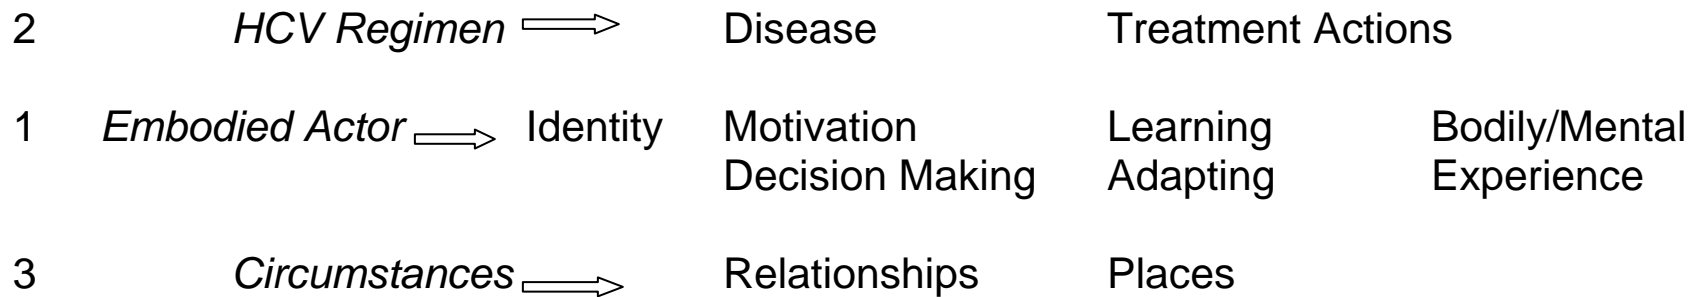 2 HCV Regimen ⇒ Disease Treatment Actions
1 Embodied Actor ⇒ Identity Motivation Learning Bodily/Mental
Decision Making Adapting Experience
3 Circumstances ⇒ Relationships Places